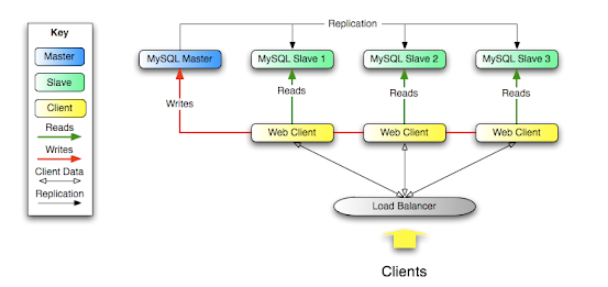 Key
Master
Slave
Client
Reads
Writes
Client Data
Replication
Replication
MySQL Master
MySQL Slave 1
MySQL Slave 2
MySQL Slave 3
Writes
Reads
Reads
Reads
Web Client
Web Client
Web Client
Load Balancer
Clients